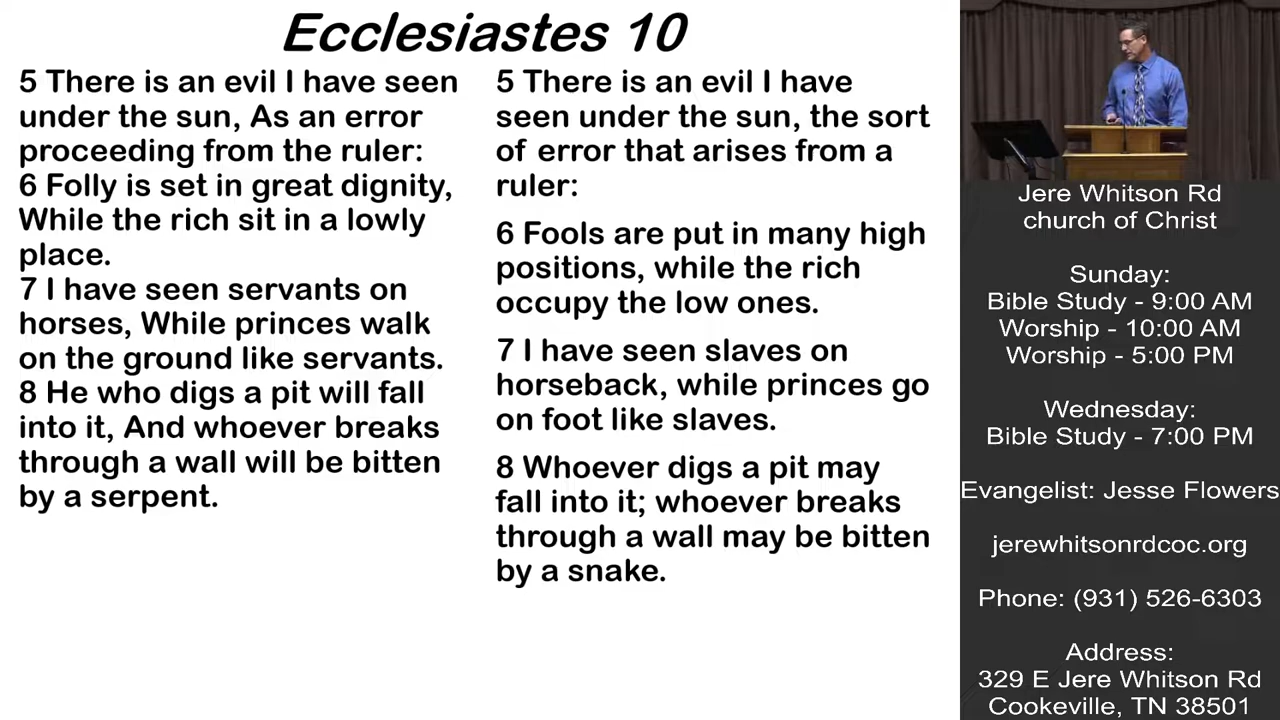 Ecclesiastes 10
5 There is an evil I have seen
under the sun, As an error
proceeding from the ruler:
6 Folly is set in great dignity,
While the rich sit in a lowly
place.
7 I have seen servants on
horses, While princes walk
on the ground like servants.
8 He who digs a pit will fall
into it, And whoever breaks
through a wall will be bitten
by a serpent.
5 There is an evil I have
seen under the sun, the sort
of error that arises from a
ruler:
6 Fools are put in many high
positions, while the rich
occupy the low ones.
7 I have seen slaves on
horseback, while princes go
on foot like slaves.
8 Whoever digs a pit may
fall into it; whoever breaks
through a wall may be bitten
by a snake.
Jere Whitson Rd
church of Christ
Sunday:
Bible Study - 9:00 AM
Worship - 10:00 AM
Worship - 5:00 PM
Wednesday:
Bible Study - 7:00 PM
Evangelist: Jesse Flowers
jerewhitsonrdcoc.org
Phone: (931) 526-6303
Address:
329 E Jere Whitson Rd
Cookeville, TN 38501